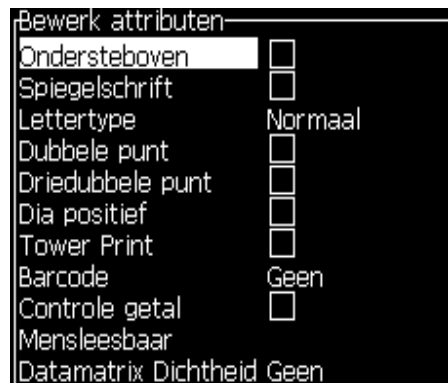 Bewerk attributen
Ondersteboven
Spiegelschrift
Lettertype Normaal
Dubbele punt
Driedubbele punt
Dia positief
Tower Print
Barcode Geen
Controle getal
Mensleesbaar
Datamatrix Dichtheid Geen